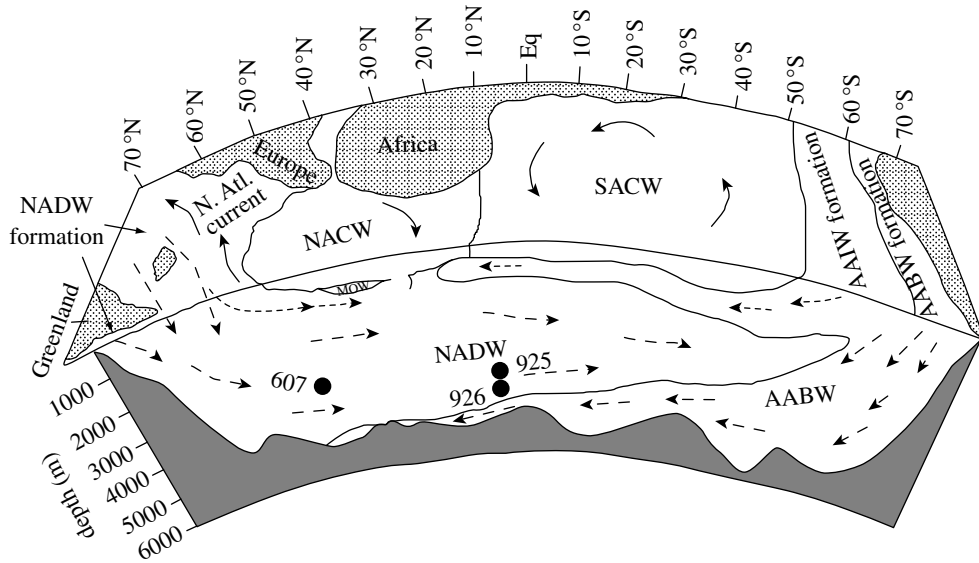 70°N
60°N
50°N
40°N
30°N
20°N
10°N
Eq
10°S
20°S
30°S
40°S
50°S
60°S
70°S
Europe
Africa
NADW
formation
N. Atl.
current
NACW
SACW
AAIW formation
AABW formation
MOW
Greenland
NADW
607
925
926
AABW
1000
2000
3000
4000
5000
6000
depth (m)